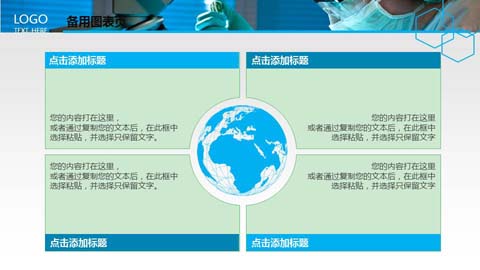 LOGO
TEXT HERE
备用图表页
点击添加标题
点击添加标题
您的内容打在这里,
或者通过复制您的文本后，在此框中
选择粘贴，并选择只保留文字。
您的内容打在这里
或者通过复制您的文本后，在此框中
选择粘贴，并选择只保留文字
您的内容打在这里,
或者通过复制您的文本后，在此框中
选择粘贴，并选择只保留文字。
您的内容打在这里
或者通过复制您的文本后，在此框中
选择粘贴，并选择只保留文字
点击添加标题
点击添加标题